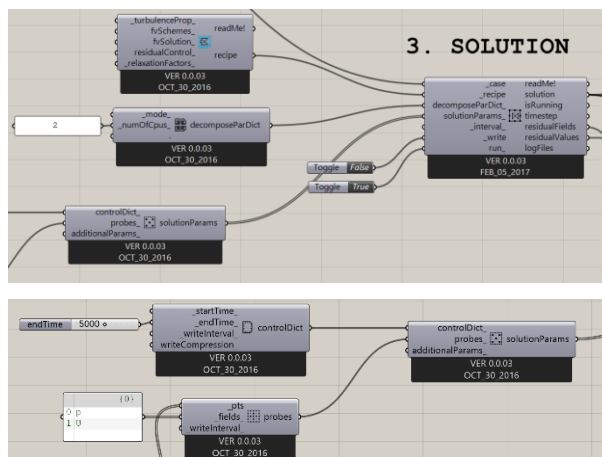 _turbulenceProp_
fvSchemes_
fvSolution_
residualControl_
_relaxationFactors_
readMe!
recipe
VER 0.0.03
OCT_30_2016
3. SOLUTION
_case
_recipe
decomposeParDict_
solutionParams_
_interval_
_write
run_
readMe!
solution
isRunning
timestep
residualFields
residualValues
logFiles
VER 0.0.03
FEB_05_2017
2
_mode_
_numOfCpus_
decomposeParDict
VER 0.0.03
OCT_30_2016
Toggle False
Toggle True
controlDict_
probes_
additionalParams_
solutionParams
VER 0.0.03
OCT_30_2016
endTime 5000
_startTime_
_endTime_
writeInterval_
writeCompression
controlDict
VER 0.0.03
OCT_30_2016
controlDict_
probes_
additionalParams_
solutionParams
VER 0.0.03
OCT_30_2016
{0}
0 p
1 U
_pts
_fields_
writeInterval_
probes
VER 0.0.03
OCT_30_2016